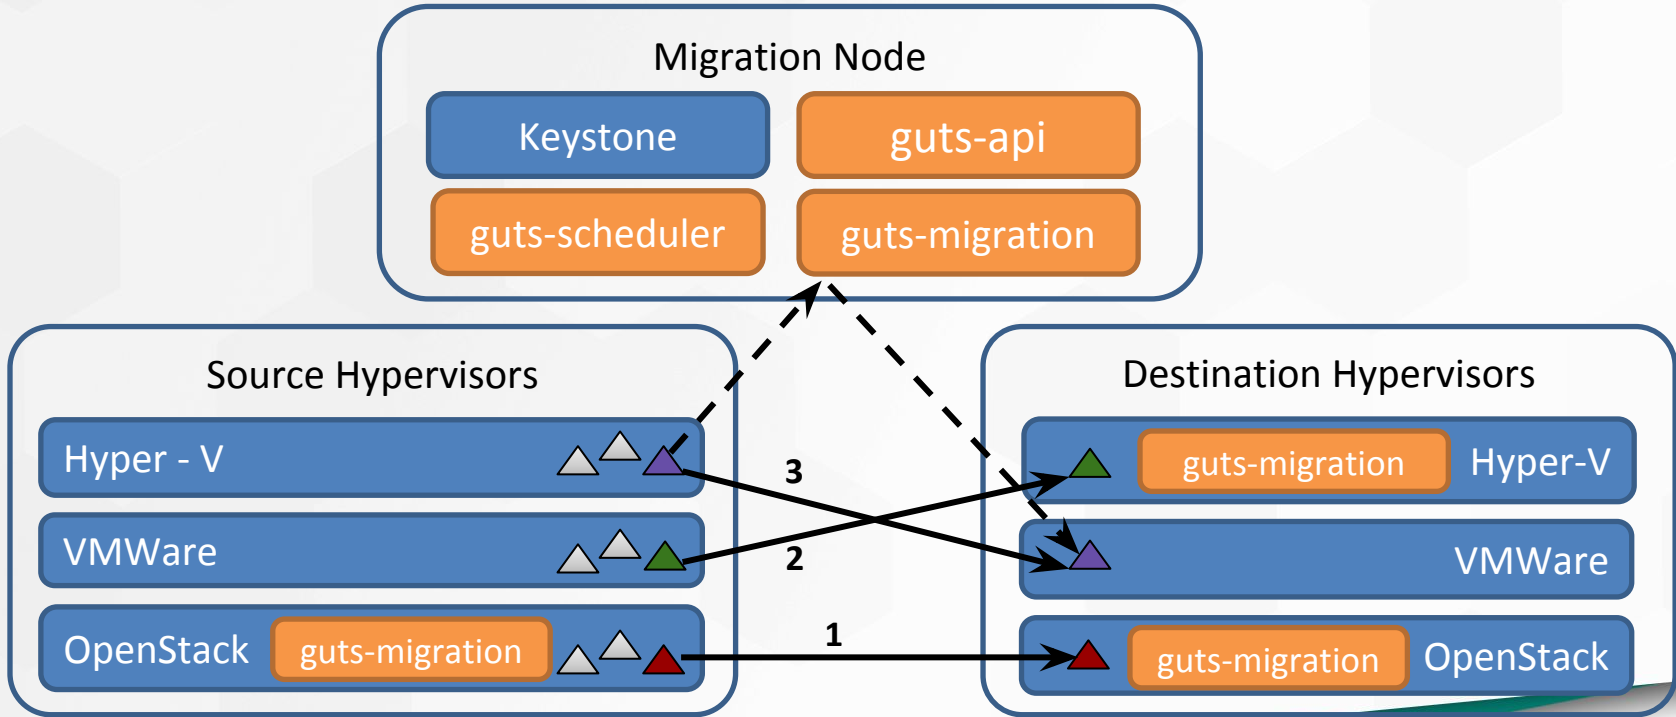 Migration Node
Keystone
guts-api
guts-scheduler
guts-migration
Source Hypervisors
Hyper - V
VMWare
OpenStack
guts-migration
3
2
1
Destination Hypervisors
guts-migration
Hyper-V
VMWare
guts-migration
OpenStack